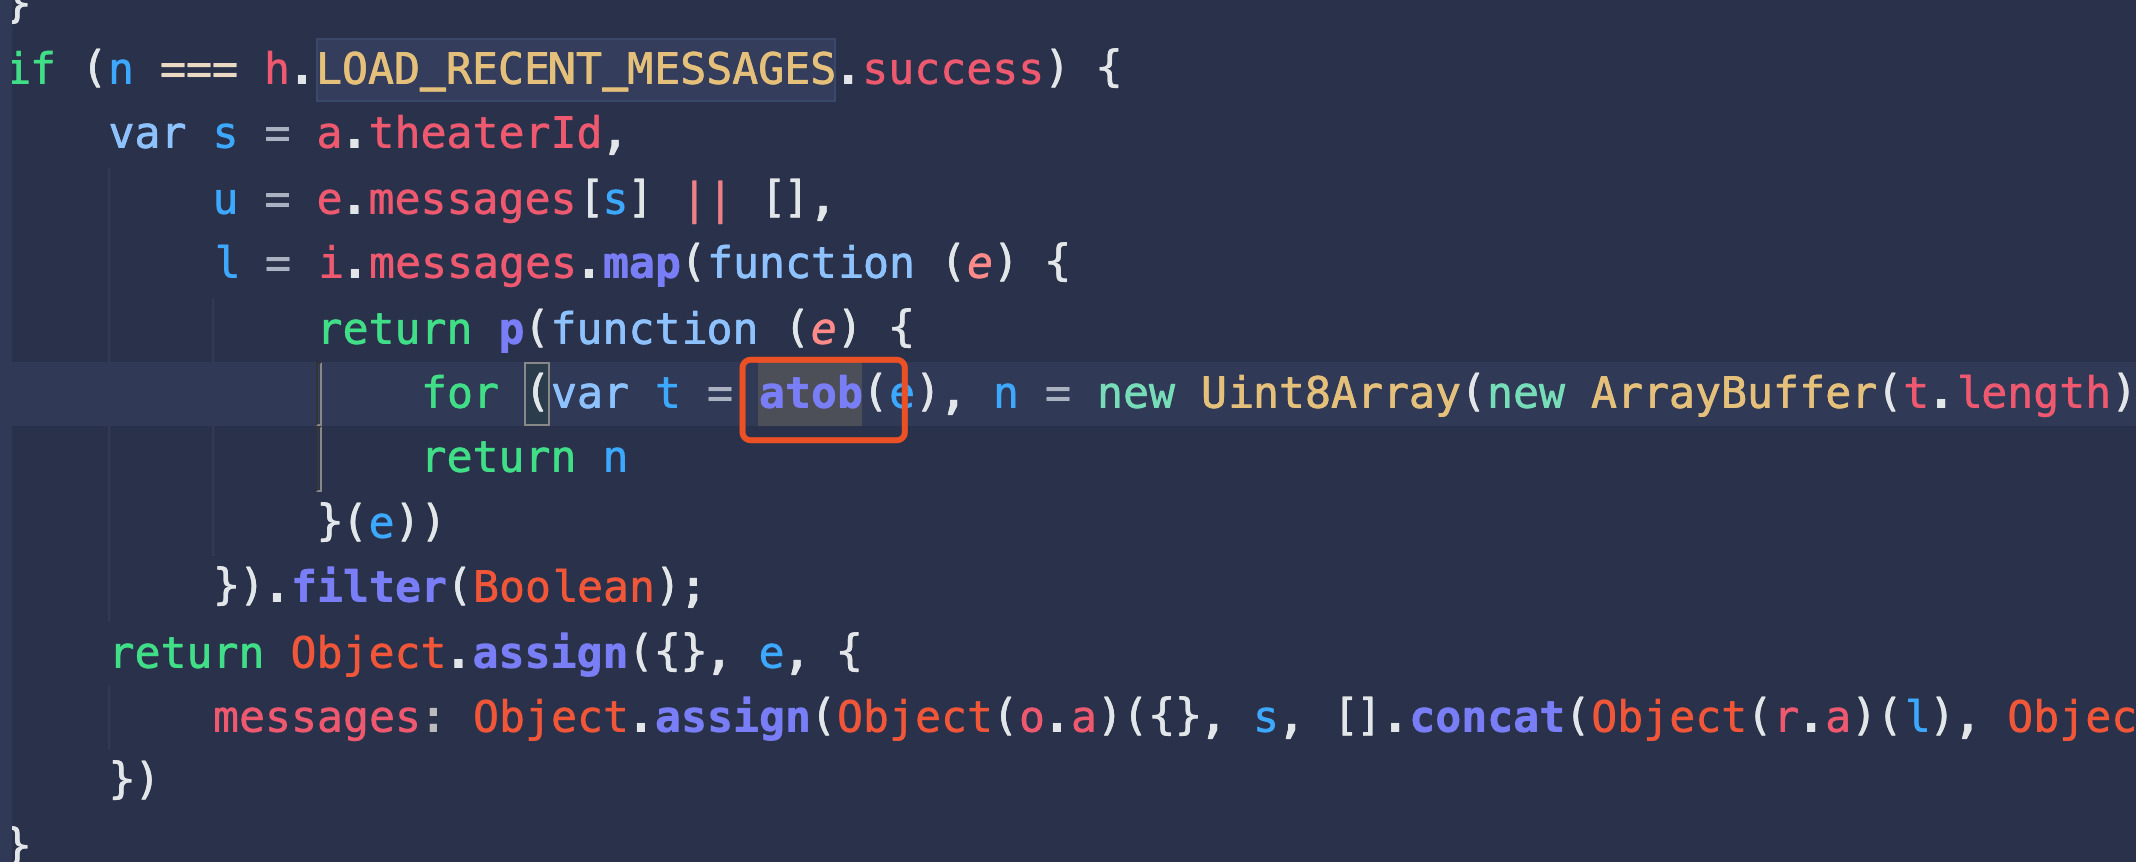 }
if (n === h.LOAD_RECENT_MESSAGES.success) {
var s = a.theaterId,
u = e.messages[s] || [],
l = i.messages.map(function (e) {
return p(function (e) {
for (var t = atob(e), n = new Uint8Array(new ArrayBuffer(t.length)
return n
}(e))
}).filter(Boolean);
return Object.assign({}, e, {
messages: Object.assign(Object(o.a)({}, s, [].concat(Object(r.a)(l), Objec
})
}